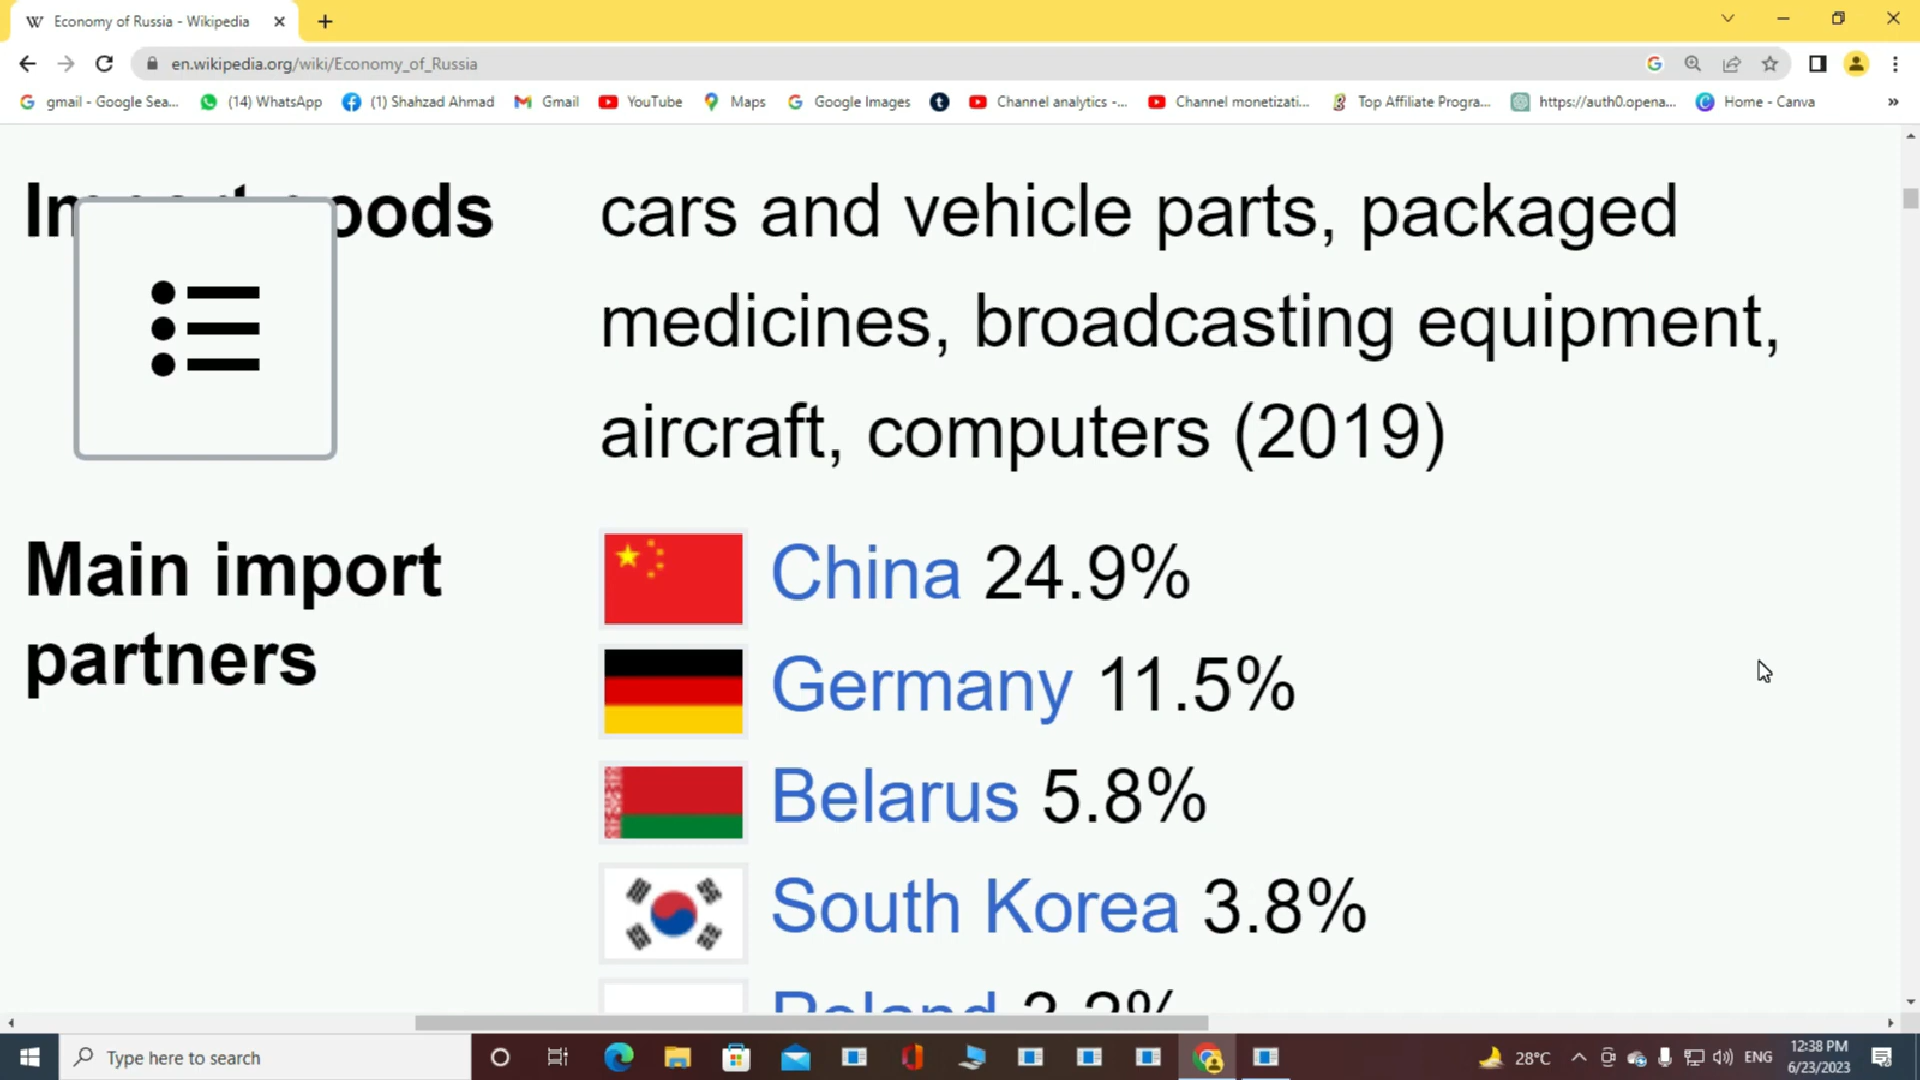 Economy of Russia - Wikipedia
en.wikipedia.org/wiki/Economy_of_Russia
gmail - Google Sea...
(14) WhatsApp
(1) Shahzad Ahmad
Gmail
YouTube
Maps
Google Images
Channel analytics -...
Channel monetizati...
Top Affiliate Progra...
https://auth0.opena...
Home - Canva
goods
cars and vehicle parts, packaged
medicines, broadcasting equipment,
aircraft, computers (2019)
Main import
partners
China 24.9%
Germany 11.5%
Belarus 5.8%
South Korea 3.8%
Type here to search
28°C
ENG
12:38 PM
6/23/2023